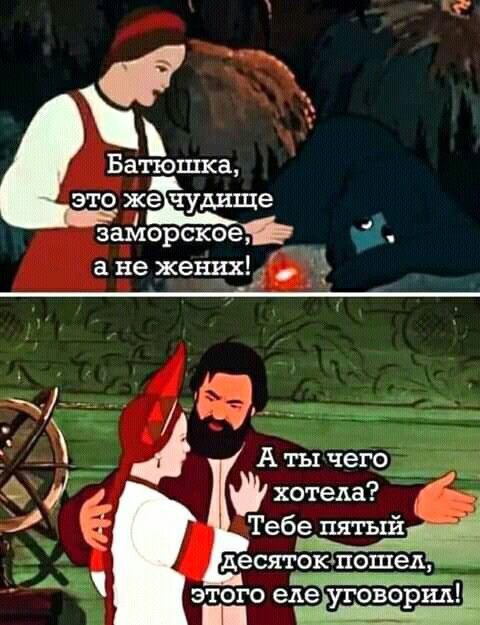 Батюшка,
это же чудище
заморское,
а не жених!
А ты чего
хотела?
Тебе пятый
десяток пошел,
этого еле уговорил!